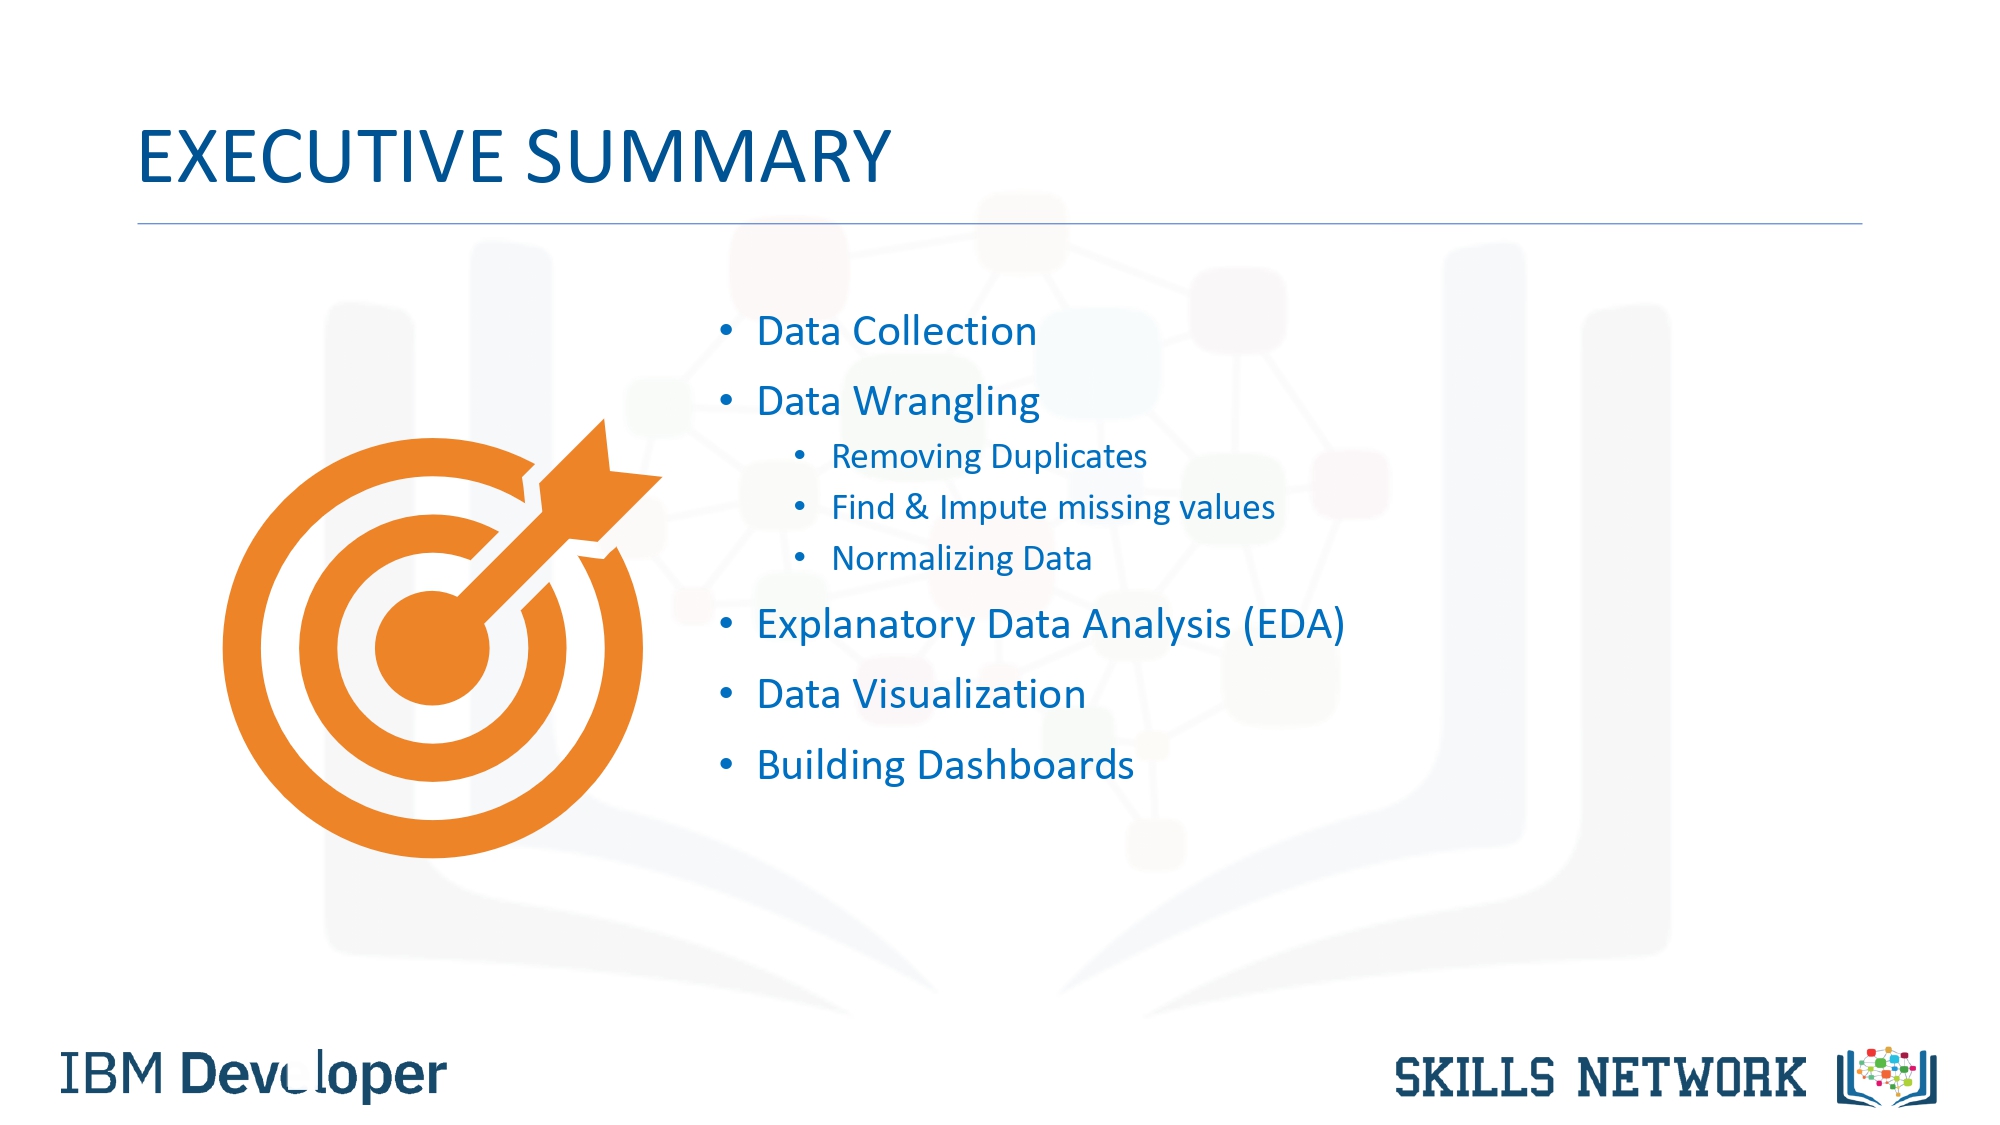 EXECUTIVE SUMMARY
• Data Collection
• Data Wrangling
• Removing Duplicates
• Find & Impute missing values
• Normalizing Data
• Explanatory Data Analysis (EDA)
• Data Visualization
• Building Dashboards
IBM Developer
SKILLS NETWORK